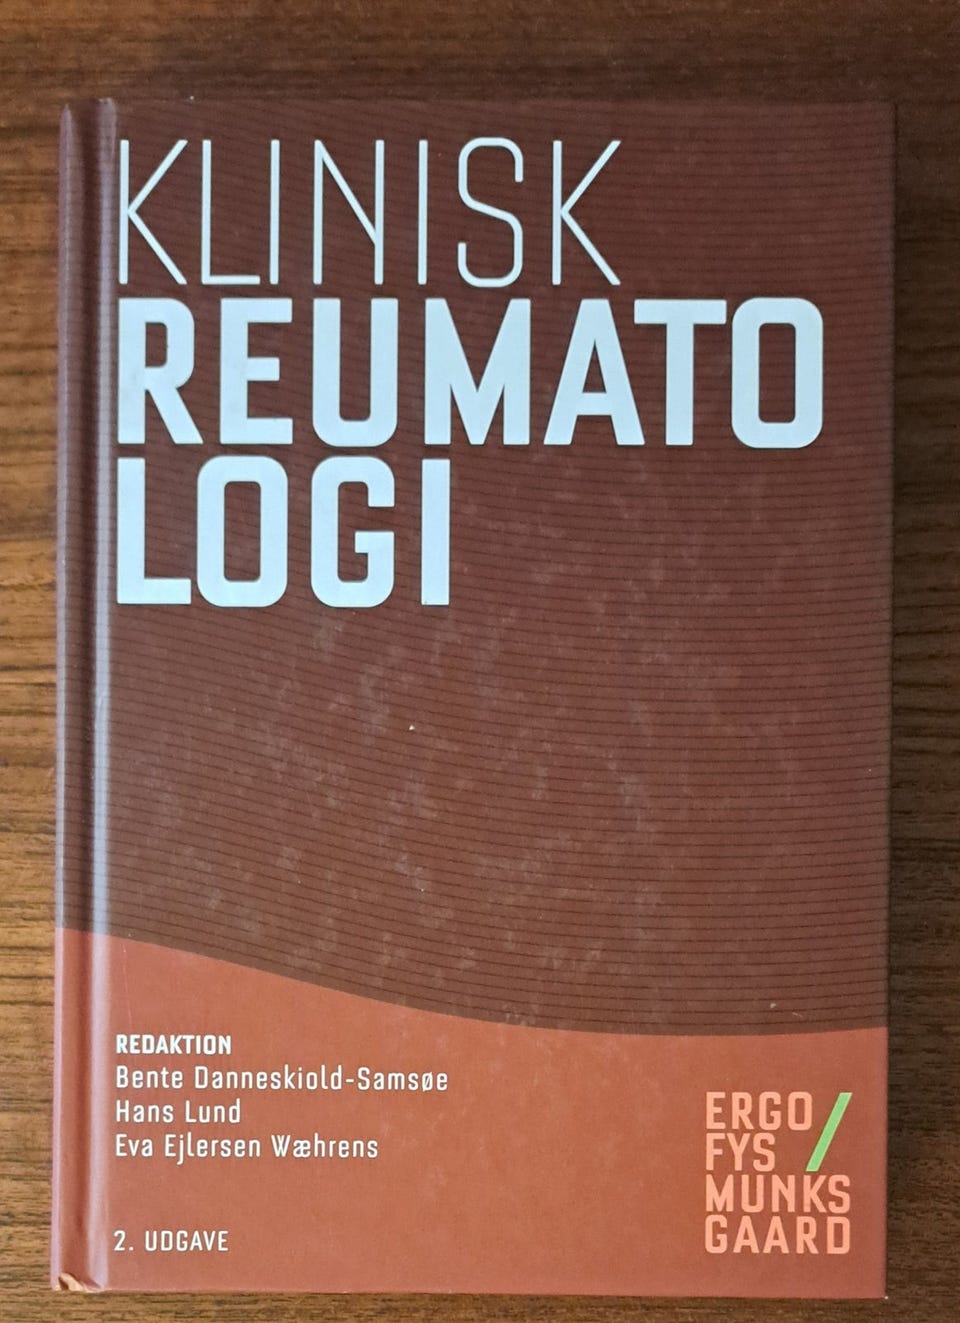 KLINISK
REUMATO
LOGI
REDAKTION
Bente Danneskiold-Samsøe
Hans Lund
Eva Ejlersen Wæhrens
2. UDGAVE
ERGO/
FYS
MUNKS
GAARD